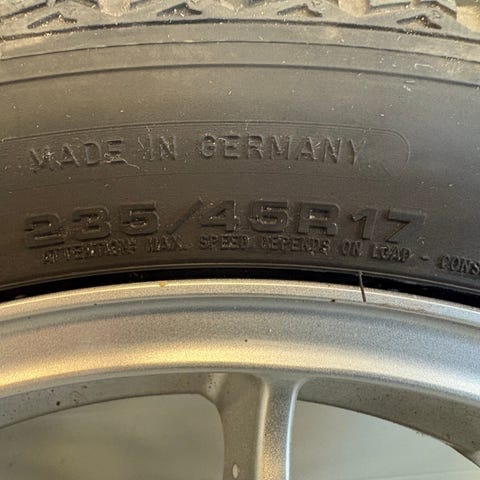 MADE IN GERMANY
235/45R17
ATTENTION: MAX. SPEED DEPENDS ON LOAD - CONS